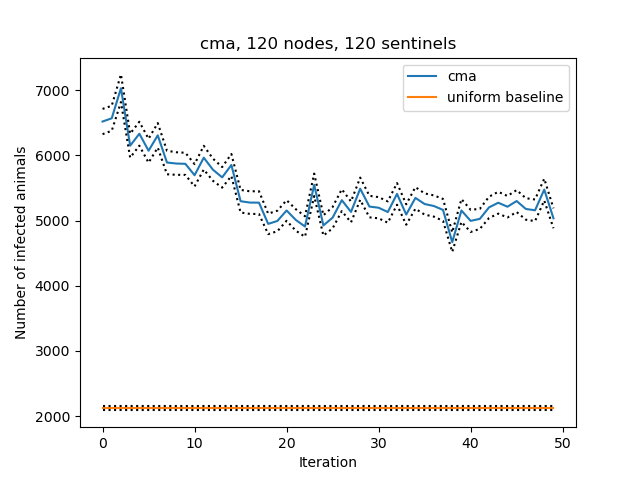 cma, 120 nodes, 120 sentinels
cma
uniform baseline
Number of infected animals
7000
6000
5000
4000
3000
2000
0 10 20 30 40 50
Iteration